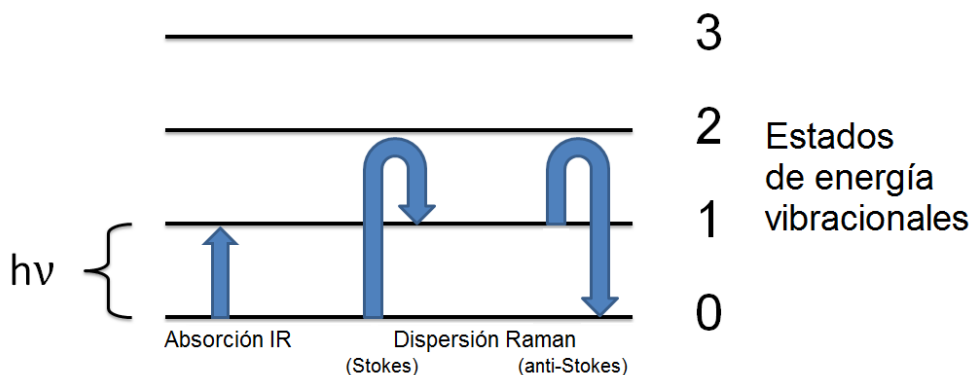 3
2
Estados
de energía
vibracionales
1
hν
0
Absorción IR
Dispersión Raman
(Stokes)
(anti-Stokes)